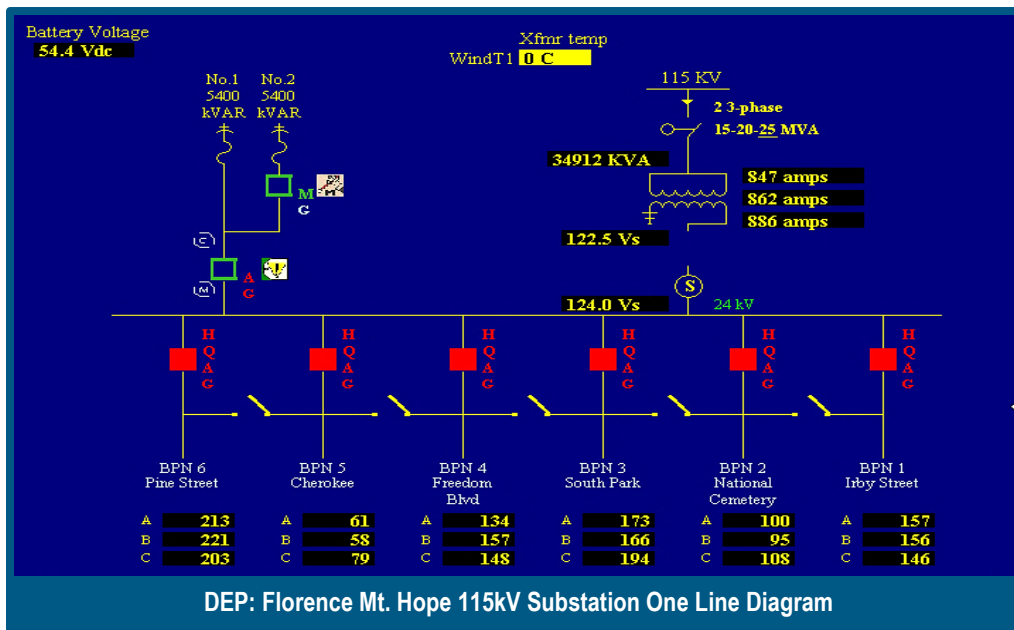 Battery Voltage
54.4 Vdc
Xfmr temp
WindT1 0 C
No.1 No.2
5400 5400
kVAR kVAR
M
G
C
A
G
M
115 KV
2 3-phase
15-20-25 MVA
34912 KVA
847 amps
862 amps
886 amps
122.5 Vs
S
124.0 Vs
24 kV
H H H H H H
Q Q Q Q Q Q
A A A A A A
G G G G G G
BPN 6 BPN 5 BPN 4 BPN 3 BPN 2 BPN 1
Pine Street Cherokee Freedom South Park National Irby Street
Blvd Cemetery
A 213 A 61 A 134 A 173 A 100 A 157
B 221 B 58 B 157 B 166 B 95 B 156
C 203 C 79 C 148 C 194 C 108 C 146
DEP: Florence Mt. Hope 115kV Substation One Line Diagram